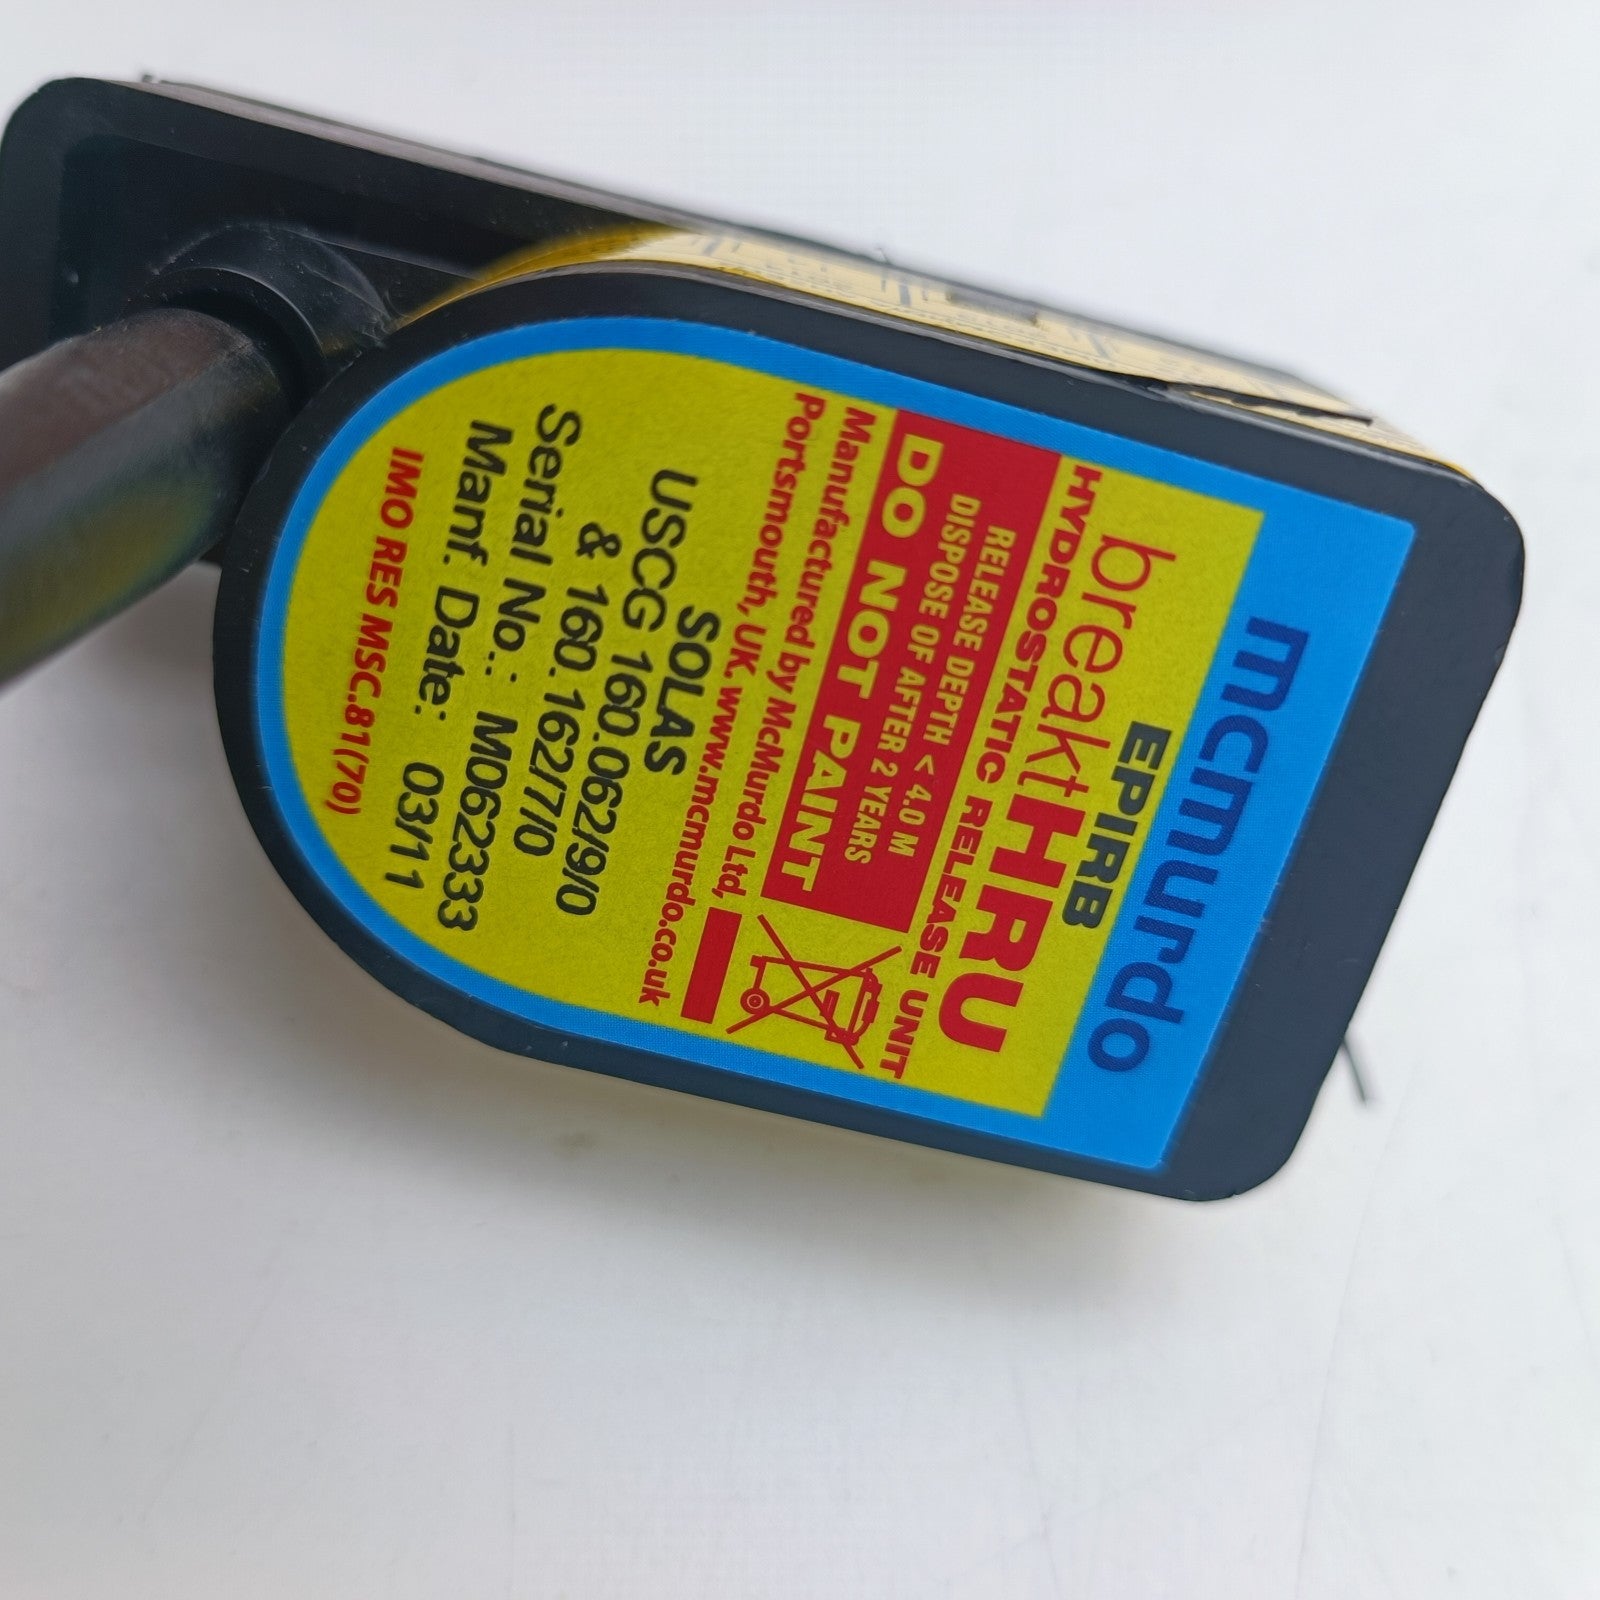 mcmurdo
EPIRB
breaktHRU
HYDROSTATIC RELEASE UNIT
RELEASE DEPTH < 4.0 M
DISPOSE OF AFTER 2 YEARS
DO NOT PAINT
Manufactured by McMurdo Ltd,
Portsmouth, UK. www.mcmurdo.co.uk
SOLAS
USCG 160.062/9/0
& 160.162/7/0
Serial No.: M062333
Manf. Date: 03/11
IMO RES MSC.81(70)